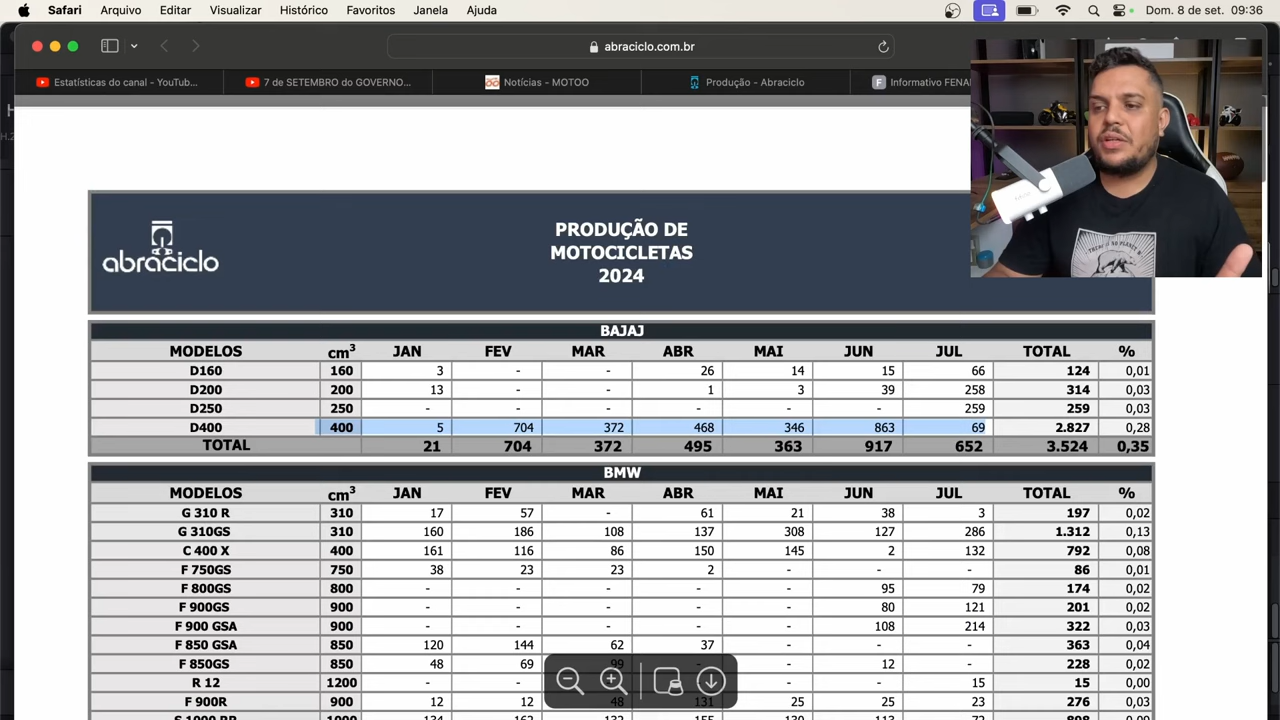 Safari Arquivo Editar Visualizar Histórico Favoritos Janela Ajuda Dom. 8 de set. 09:36
abraciclo.com.br
Estatísticas do canal - YouTub... 7 de SETEMBRO do GOVERNO... Notícias - MOTOO Produção - Abraciclo Informativo FENA
abraciclo
PRODUÇÃO DE
MOTOCICLETAS
2024
BAJAJ
MODELOS cm³ JAN FEV MAR ABR MAI JUN JUL TOTAL %
D160 160 3 - - 26 14 15 66 124 0,01
D200 200 13 - - 1 3 39 258 314 0,03
D250 250 - - - - - - 259 259 0,03
D400 400 5 704 372 468 346 863 69 2.827 0,28
TOTAL 21 704 372 495 363 917 652 3.524 0,35
BMW
MODELOS cm³ JAN FEV MAR ABR MAI JUN JUL TOTAL %
G 310 R 310 17 57 - 61 21 38 3 197 0,02
G 310GS 310 160 186 108 137 308 127 286 1.312 0,13
C 400 X 400 161 116 86 150 145 2 132 792 0,08
F 750GS 750 38 23 23 2 - - - 86 0,01
F 800GS 800 - - - - - 95 79 174 0,02
F 900GS 900 - - - - - 80 121 201 0,02
F 900 GSA 900 - - - - - 108 214 322 0,03
F 850 GSA 850 120 144 62 37 - - - 363 0,04
F 850GS 850 48 69 99 - 12 - 228 0,02
R 12 1200 - - - 15 15 0,00
F 900R 900 12 12 48 131 25 25 23 276 0,03